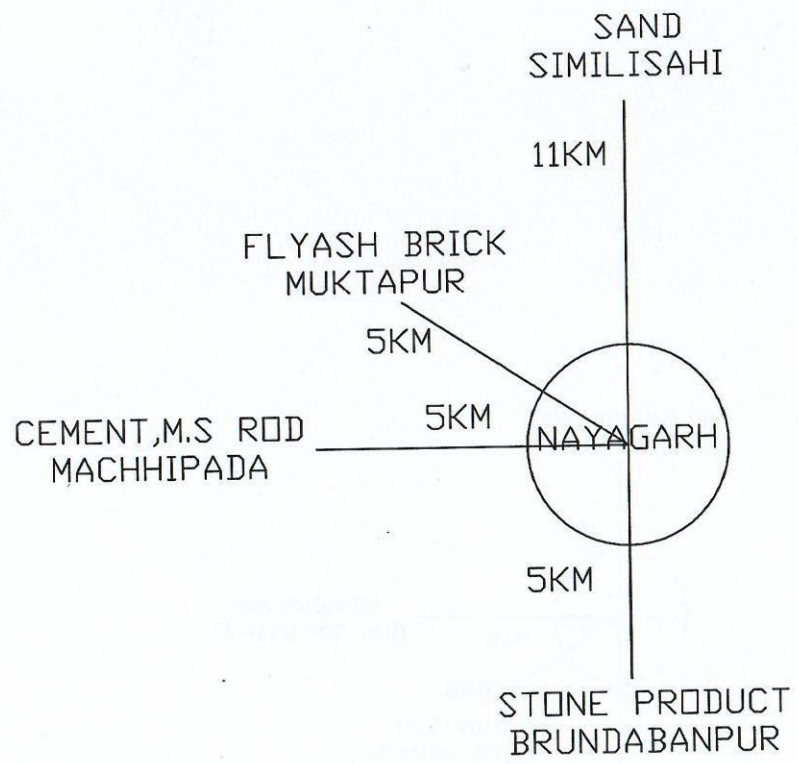 SAND
SIMILISAHI
11KM
FLYASH BRICK
MUKTAPUR
5KM
5KM
CEMENT,M.S ROD
MACHHIPADA
NAYAGARH
5KM
STONE PRODUCT
BRUNDABANPUR